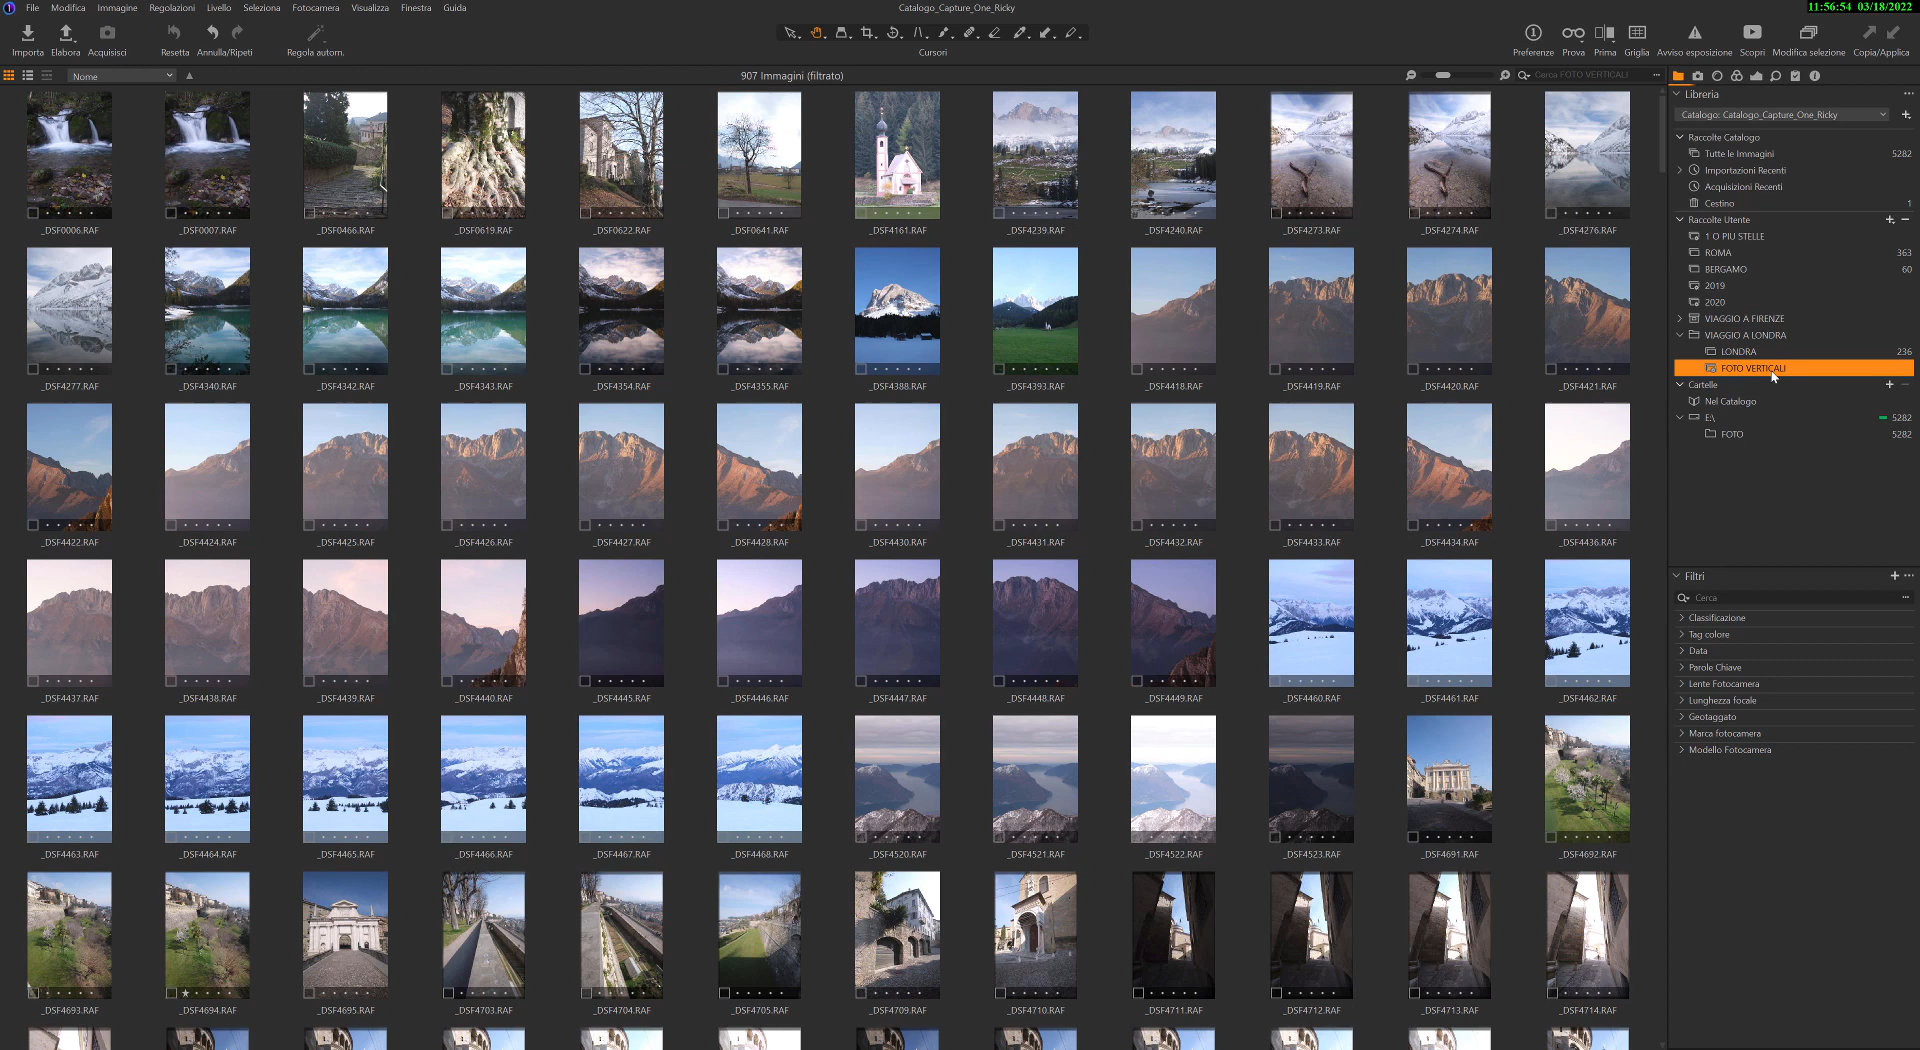 File Modifica Immagine Regolazioni Livello Seleziona Fotocamera Visualizza Finestra Guida
Catalogo_Capture_One_Ricky
11:56:54 03/18/2022
Importa Elabora Acquisisci Resetta Annulla/Ripeti Regola autom. Cursori Preferenze Prova Prima Griglia Avviso esposizione Scopri Modifica selezione Copia/Applica
Nome
907 Immagini (filtrato)
Cerca FOTO VERTICALI
_DSF0006.RAF _DSF0007.RAF _DSF0466.RAF _DSF0619.RAF _DSF0622.RAF _DSF0641.RAF _DSF4161.RAF _DSF4239.RAF _DSF4240.RAF _DSF4273.RAF _DSF4274.RAF _DSF4276.RAF
_DSF4277.RAF _DSF4340.RAF _DSF4342.RAF _DSF4343.RAF _DSF4354.RAF _DSF4355.RAF _DSF4388.RAF _DSF4393.RAF _DSF4418.RAF _DSF4419.RAF _DSF4420.RAF _DSF4421.RAF
_DSF4422.RAF _DSF4424.RAF _DSF4425.RAF _DSF4426.RAF _DSF4427.RAF _DSF4428.RAF _DSF4430.RAF _DSF4431.RAF _DSF4432.RAF _DSF4433.RAF _DSF4434.RAF _DSF4436.RAF
_DSF4437.RAF _DSF4438.RAF _DSF4439.RAF _DSF4440.RAF _DSF4445.RAF _DSF4446.RAF _DSF4447.RAF _DSF4448.RAF _DSF4449.RAF _DSF4460.RAF _DSF4461.RAF _DSF4462.RAF
_DSF4463.RAF _DSF4464.RAF _DSF4465.RAF _DSF4466.RAF _DSF4467.RAF _DSF4468.RAF _DSF4520.RAF _DSF4521.RAF _DSF4522.RAF _DSF4523.RAF _DSF4691.RAF _DSF4692.RAF
_DSF4693.RAF _DSF4694.RAF _DSF4695.RAF _DSF4703.RAF _DSF4704.RAF _DSF4705.RAF _DSF4709.RAF _DSF4710.RAF _DSF4711.RAF _DSF4712.RAF _DSF4713.RAF _DSF4714.RAF
Libreria
Catalogo: Catalogo_Capture_One_Ricky
Raccolte Catalogo
Tutte le Immagini 5282
Importazioni Recenti
Acquisizioni Recenti
Cestino 1
Raccolte Utente
1 O PIU STELLE
ROMA 363
BERGAMO 60
2019
2020
VIAGGIO A FIRENZE
VIAGGIO A LONDRA
LONDRA 236
FOTO VERTICALI
Cartelle
Nel Catalogo
E:\ 5282
FOTO 5282
Filtri
Cerca
Classificazione
Tag colore
Data
Parole Chiave
Lente Fotocamera
Lunghezza focale
Geotaggato
Marca fotocamera
Modello Fotocamera